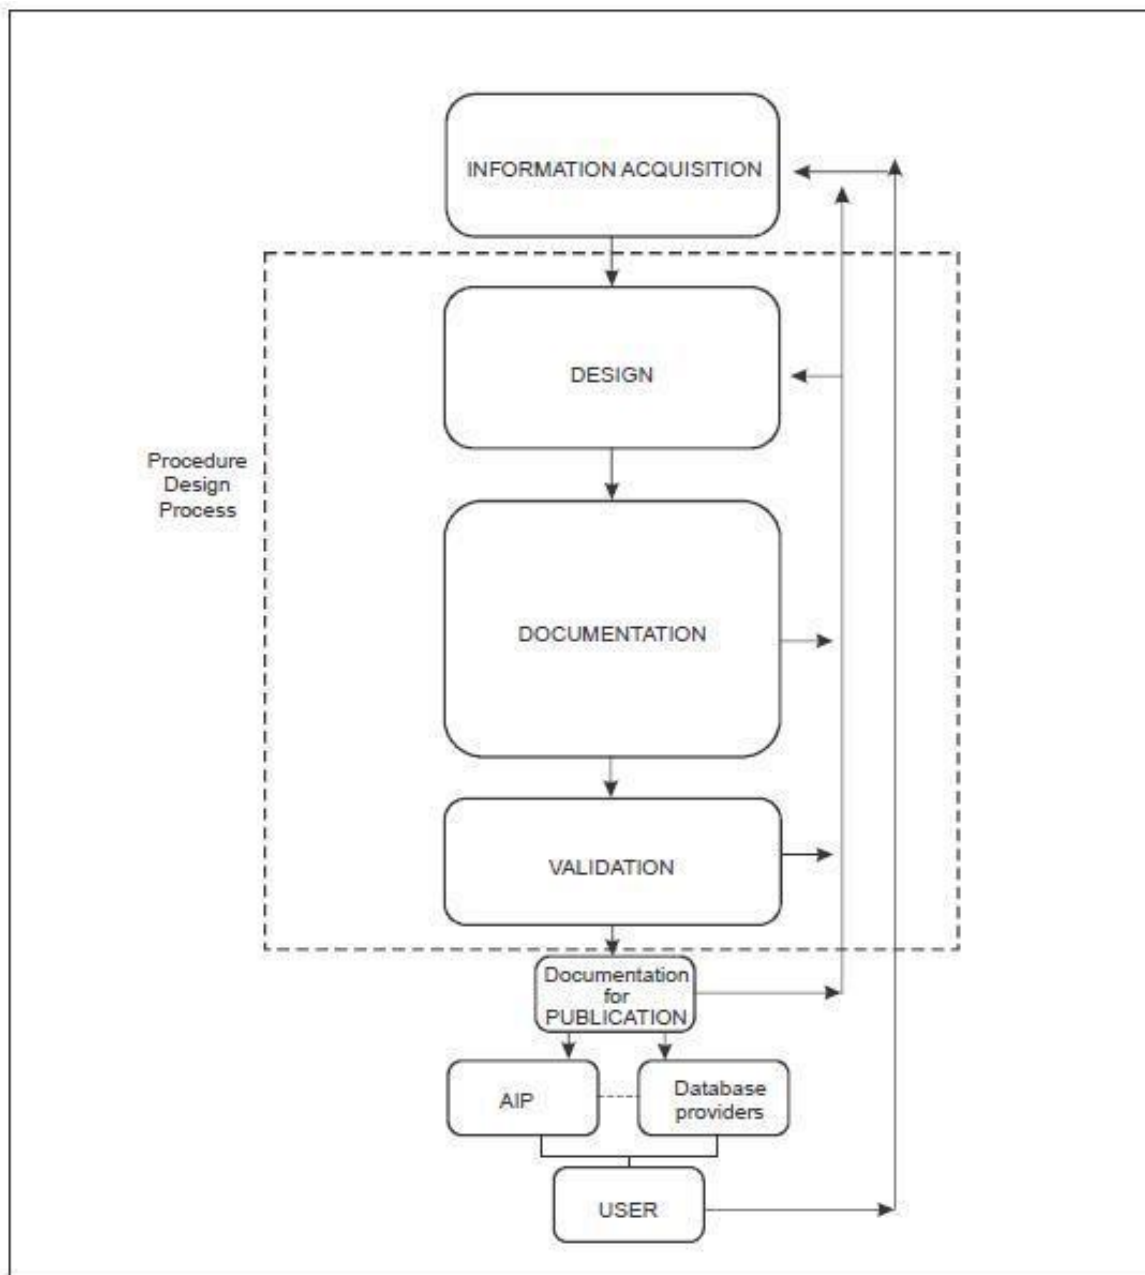 INFORMATION ACQUISITION
DESIGN
Procedure
Design
Process
DOCUMENTATION
VALIDATION
Documentation
for
PUBLICATION
AIP
Database
providers
USER